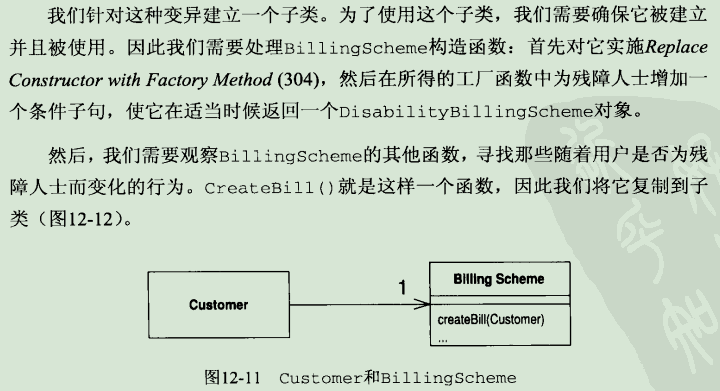 我们针对这种变异建立一个子类。为了使用这个子类，我们需要确保它被建立
并且被使用。因此我们需要处理BillingScheme构造函数：首先对它实施Replace
Constructor with Factory Method (304)，然后在所得的工厂函数中为残障人士增加一
个条件子句，使它在适当时候返回一个DisabilityBillingScheme对象。
然后，我们需要观察BillingScheme的其他函数，寻找那些随着用户是否为残
障人士而变化的行为。CreateBill()就是这样一个函数，因此我们将它复制到子
类（图12-12）。
Customer
1
Billing Scheme
createBill(Customer)
...
图12-11 Customer和BillingScheme